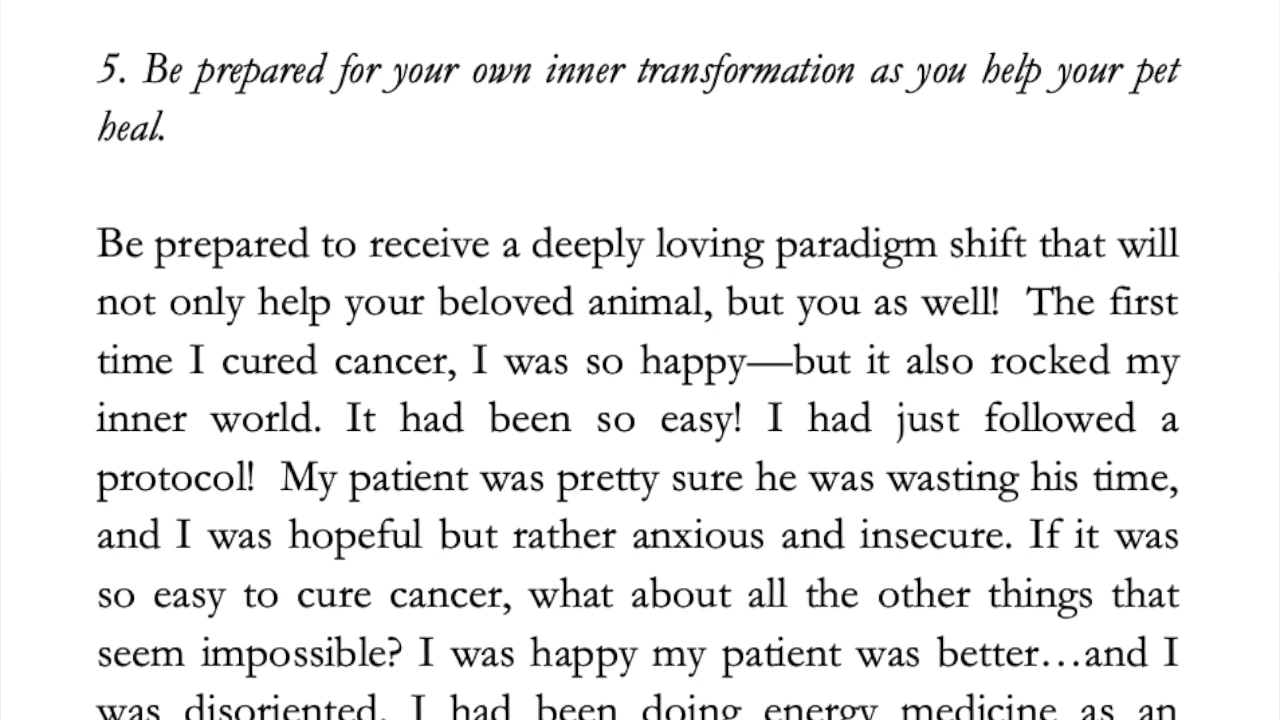 5. Be prepared for your own inner transformation as you help your pet
heal.
Be prepared to receive a deeply loving paradigm shift that will
not only help your beloved animal, but you as well!  The first
time I cured cancer, I was so happy—but it also rocked my
inner world. It had been so easy! I had just followed a
protocol!  My patient was pretty sure he was wasting his time,
and I was hopeful but rather anxious and insecure. If it was
so easy to cure cancer, what about all the other things that
seem impossible? I was happy my patient was better…and I
was disoriented. I had been doing energy medicine as an